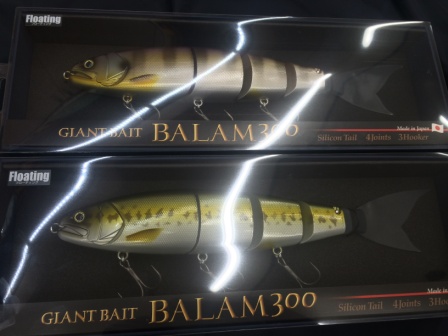 Floating
Made in Japan
GIANT BAIT BALAM300
Silicon Tail 4Joints 3Hooker
Floating
Made in
GIANT BAIT BALAM300
Silicon Tail 4Joints 3Hoo